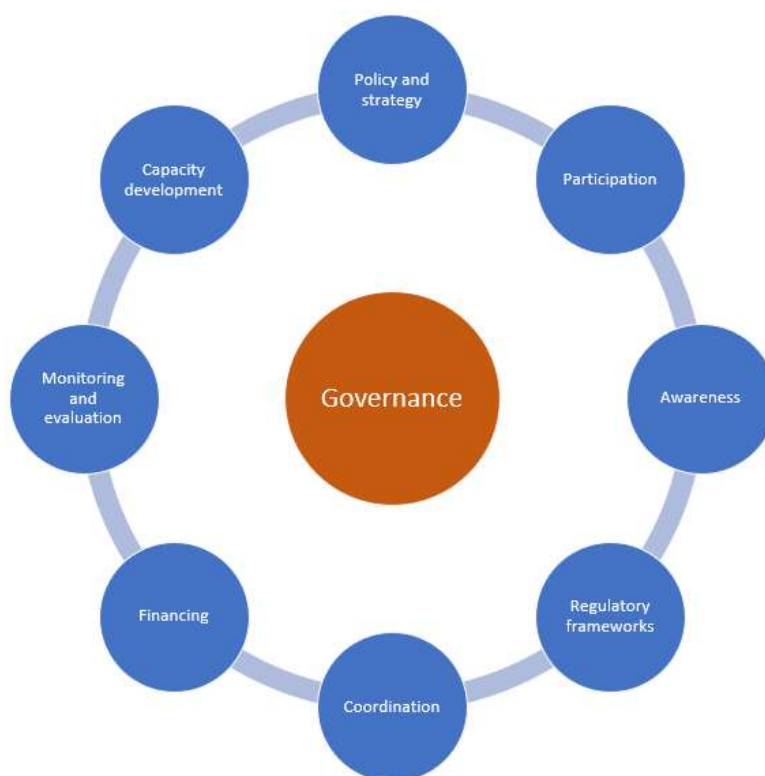 Policy and
strategy
Participation
Awareness
Regulatory
frameworks
Coordination
Financing
Monitoring
and
evaluation
Capacity
development
Governance